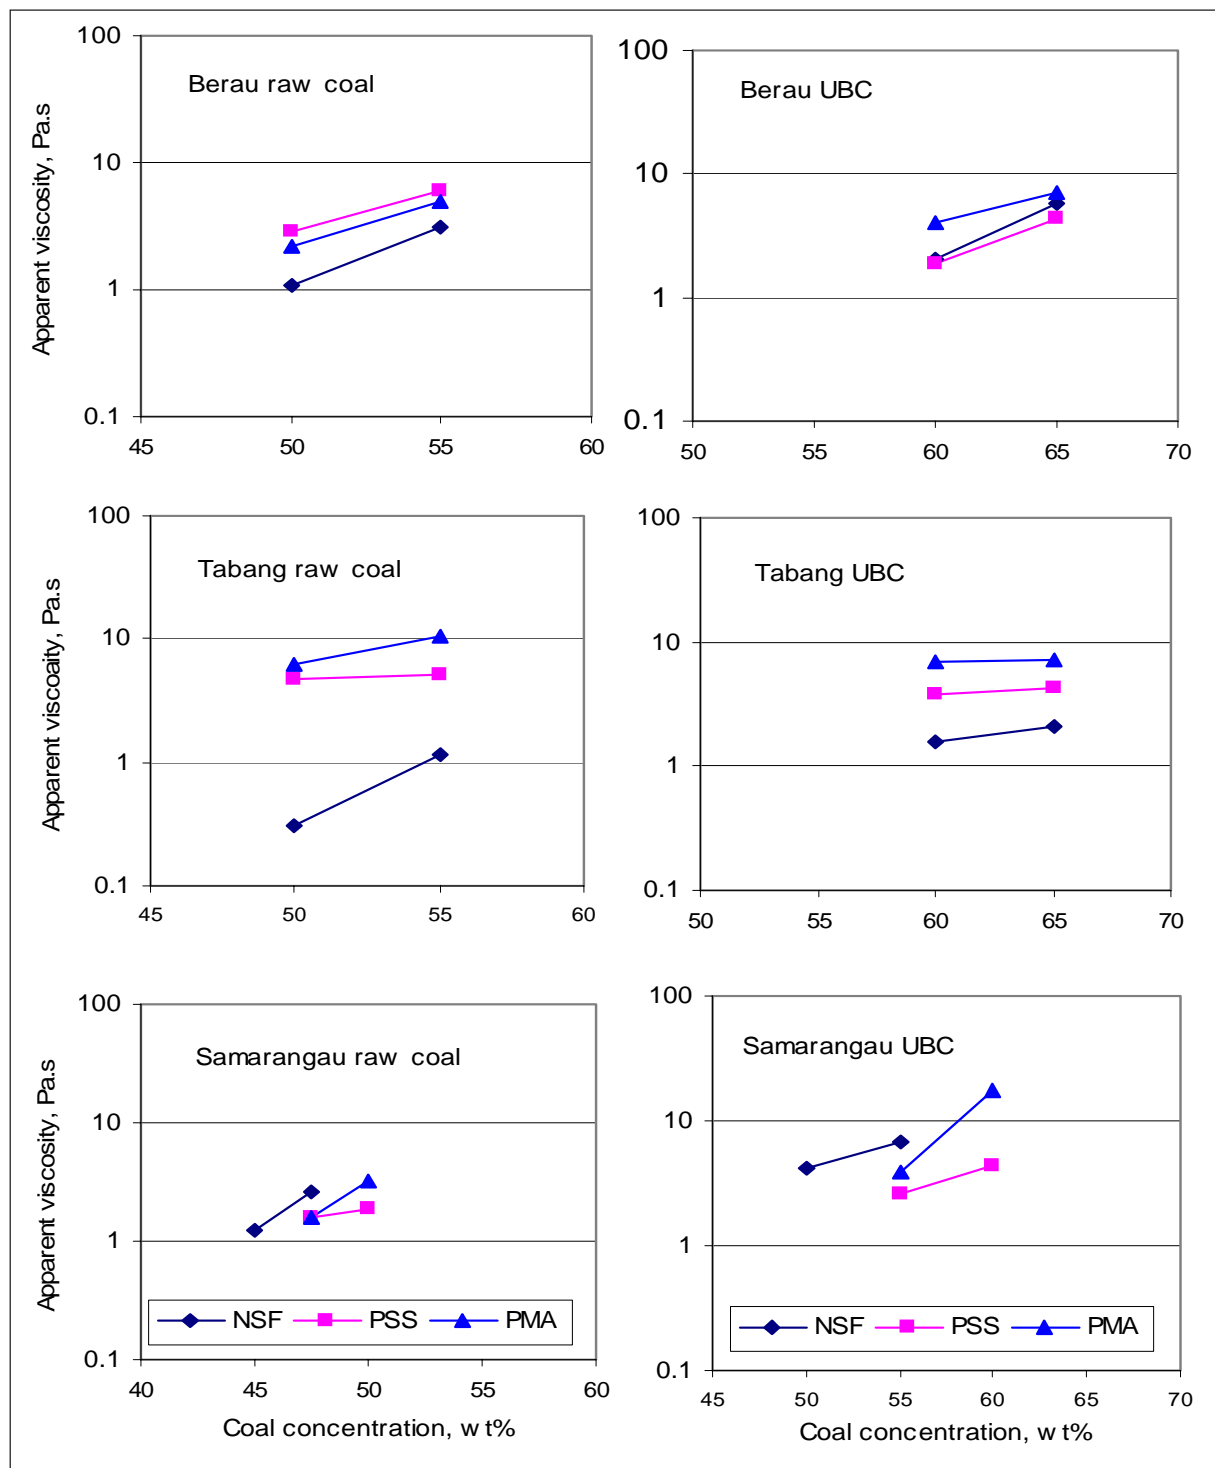 Berau raw coal
Apparent viscosity, Pa.s
100
10
1
0.1
45 50 55 60
Berau UBC
100
10
1
0.1
50 55 60 65 70
Tabang raw coal
Apparent viscoaity, Pa.s
100
10
1
0.1
45 50 55 60
Tabang UBC
100
10
1
0.1
50 55 60 65 70
Samarangau raw coal
Apparent viscosity, Pa.s
100
10
1
0.1
NSF PSS PMA
40 45 50 55 60
Coal concentration, wt%
Samarangau UBC
100
10
1
0.1
NSF PSS PMA
45 50 55 60 65 70
Coal concentration, wt%